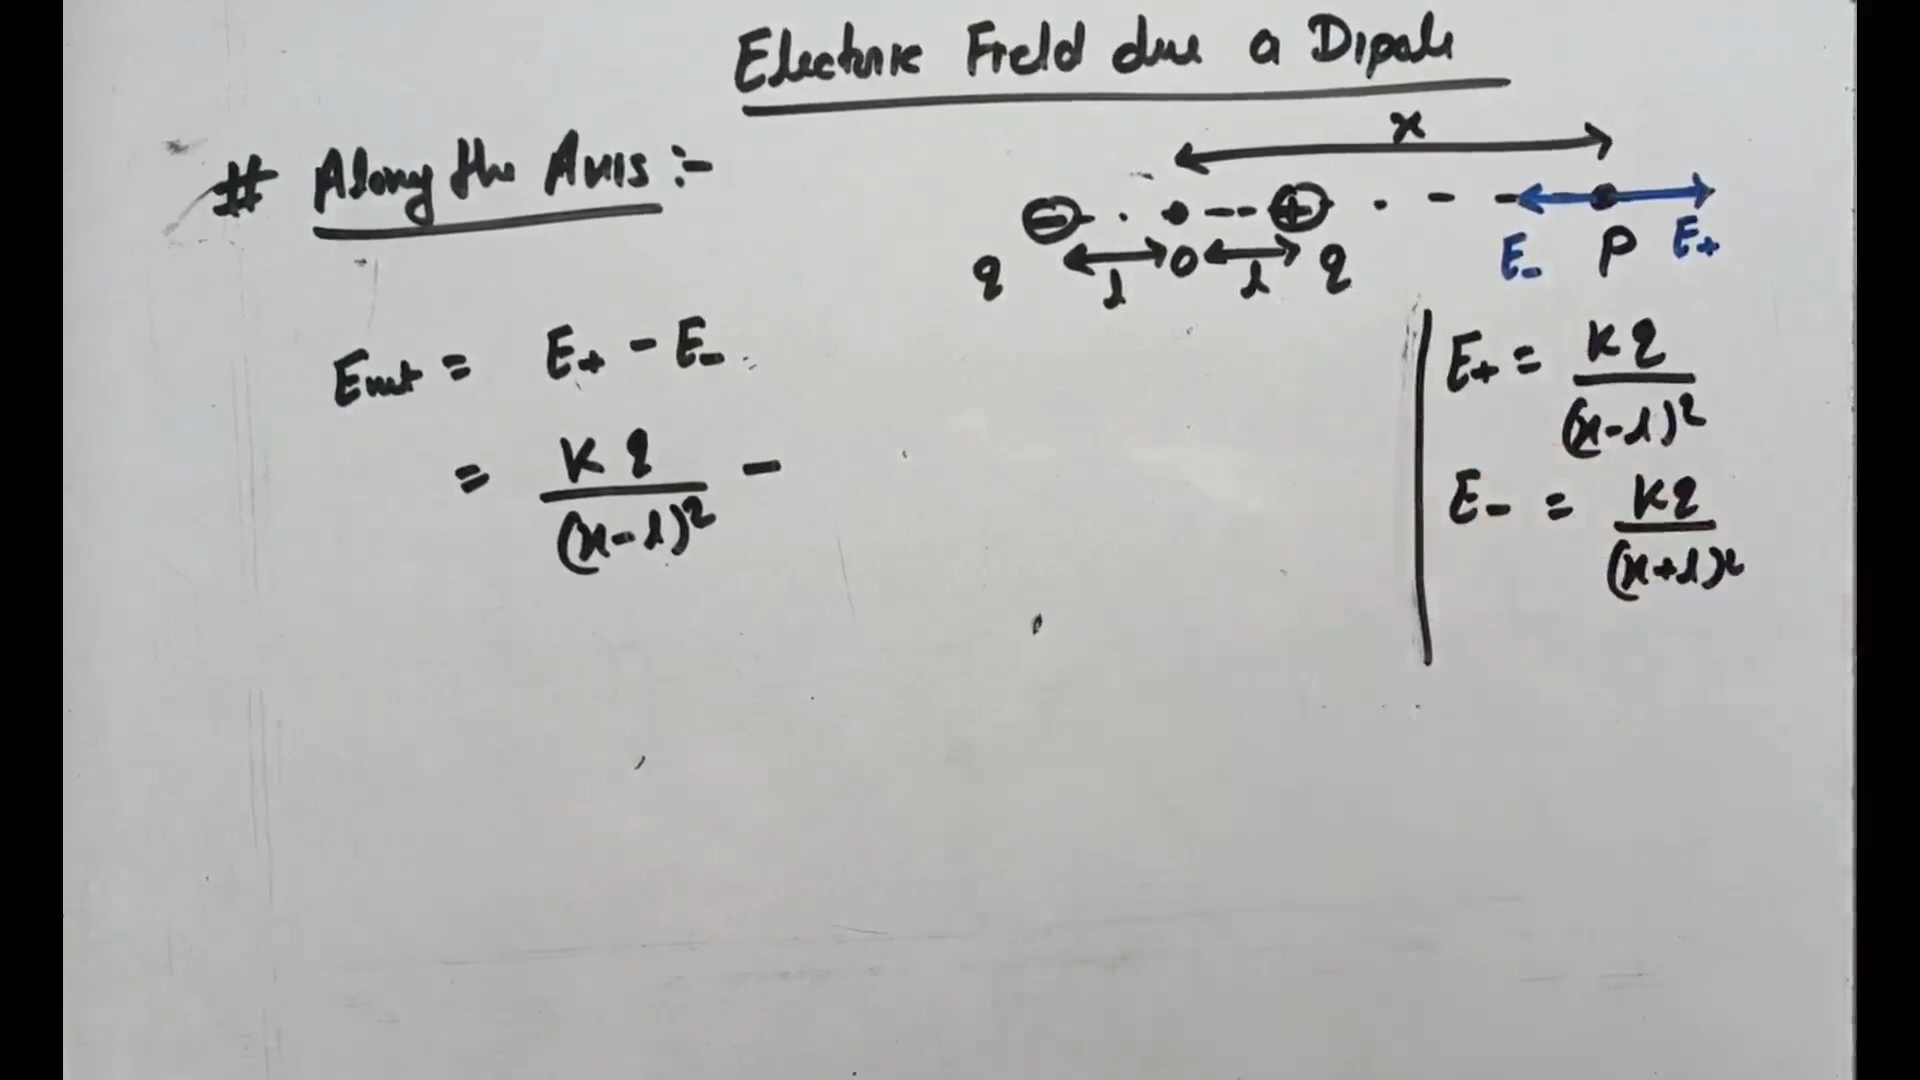 Electric Field due a Dipole
# Along the Axis :-
x
- + 
q l O l q E- P E+
Enet = E+ - E-
= Kq/(x-l)² -
E+ = Kq/(x-l)²
E- = Kq/(x+l)²